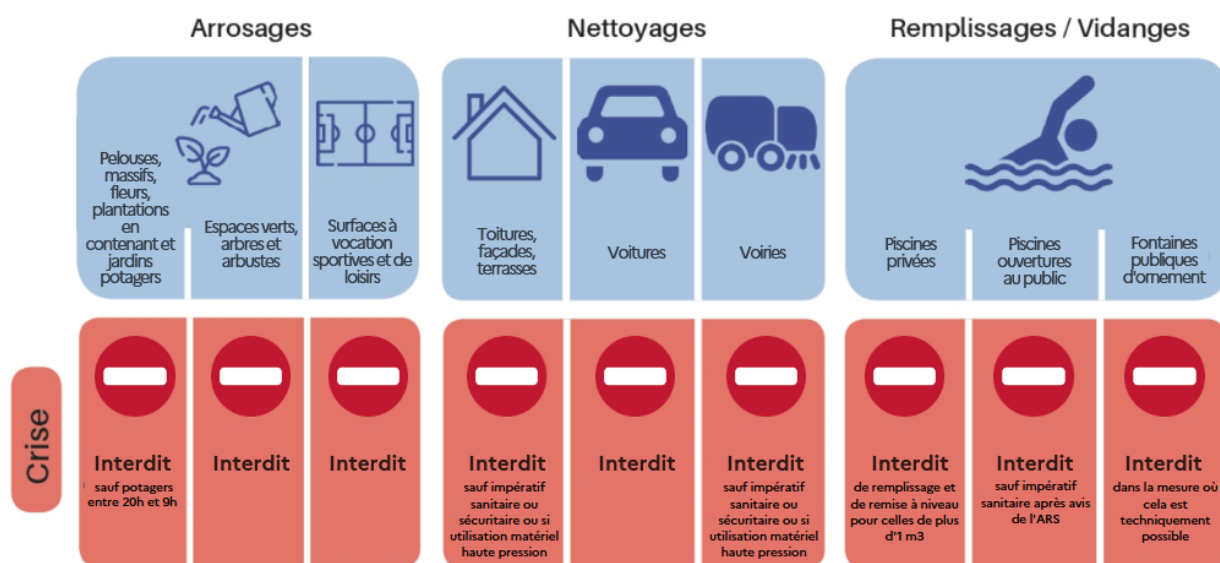 Arrosages
Nettoyages
Remplissages / Vidanges
Pelouses,
massifs,
fleurs,
plantations
en
contenant et
jardins
potagers
Espaces verts,
arbres et
arbustes
Surfaces à
vocation
sportives et de
loisirs
Toitures,
façades,
terrasses
Voitures
Voiries
Piscines
privées
Piscines
ouvertures
au public
Fontaines
publiques
d'ornement
Crise
Interdit
sauf potagers
entre 20h et 9h
Interdit
Interdit
Interdit
sauf impératif
sanitaire ou
sécuritaire ou si
utilisation matériel
haute pression
Interdit
Interdit
sauf impératif
sanitaire ou
sécuritaire ou si
utilisation matériel
haute pression
Interdit
de remplissage et
de remise à niveau
pour celles de plus
d'1 m3
Interdit
sauf impératif
sanitaire après avis
de l'ARS
Interdit
dans la mesure où
cela est
techniquement
possible